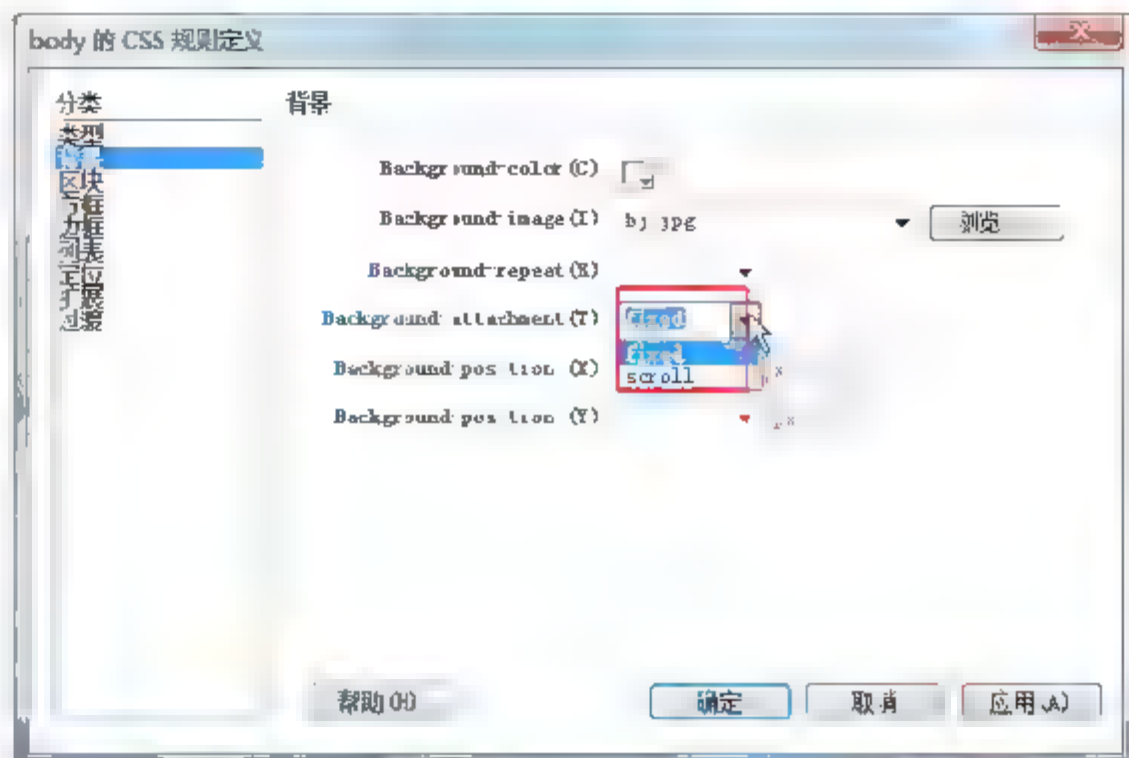 body 的 CSS 规则定义
分类
类型
背景
区块
方框
列表
定位
扩展
过渡
背景
Background-color (C)
Background-image (I) bj.jpg 浏览
Background-repeat (R)
Background-attachment (T) fixed
fixed
scroll
Background-position (X) px
Background-position (Y) px
帮助 (H) 确定 取消 应用 (A)